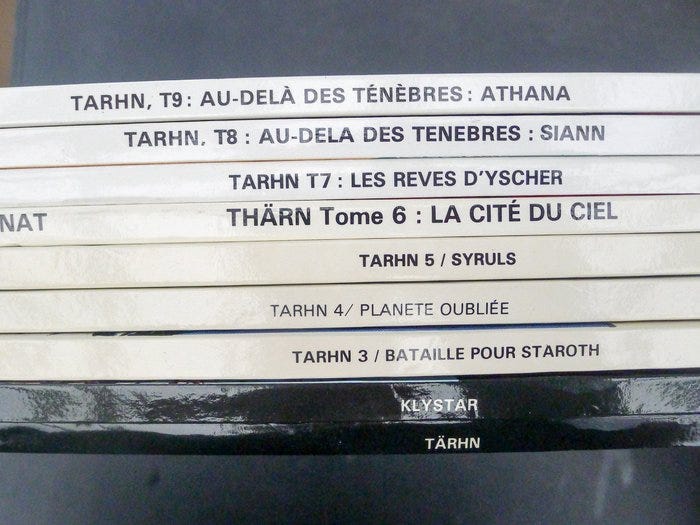 TARHN, T9 : AU-DELÀ DES TÉNÈBRES : ATHANA
TARHN, T8 : AU-DELA DES TENEBRES : SIANN
TARHN T7 : LES REVES D'YSCHER
NAT THÄRN Tome 6 : LA CITÉ DU CIEL
TARHN 5 / SYRULS
TARHN 4/ PLANETE OUBLIÉE
TARHN 3 / BATAILLE POUR STAROTH
KLYSTAR
TÄRHN